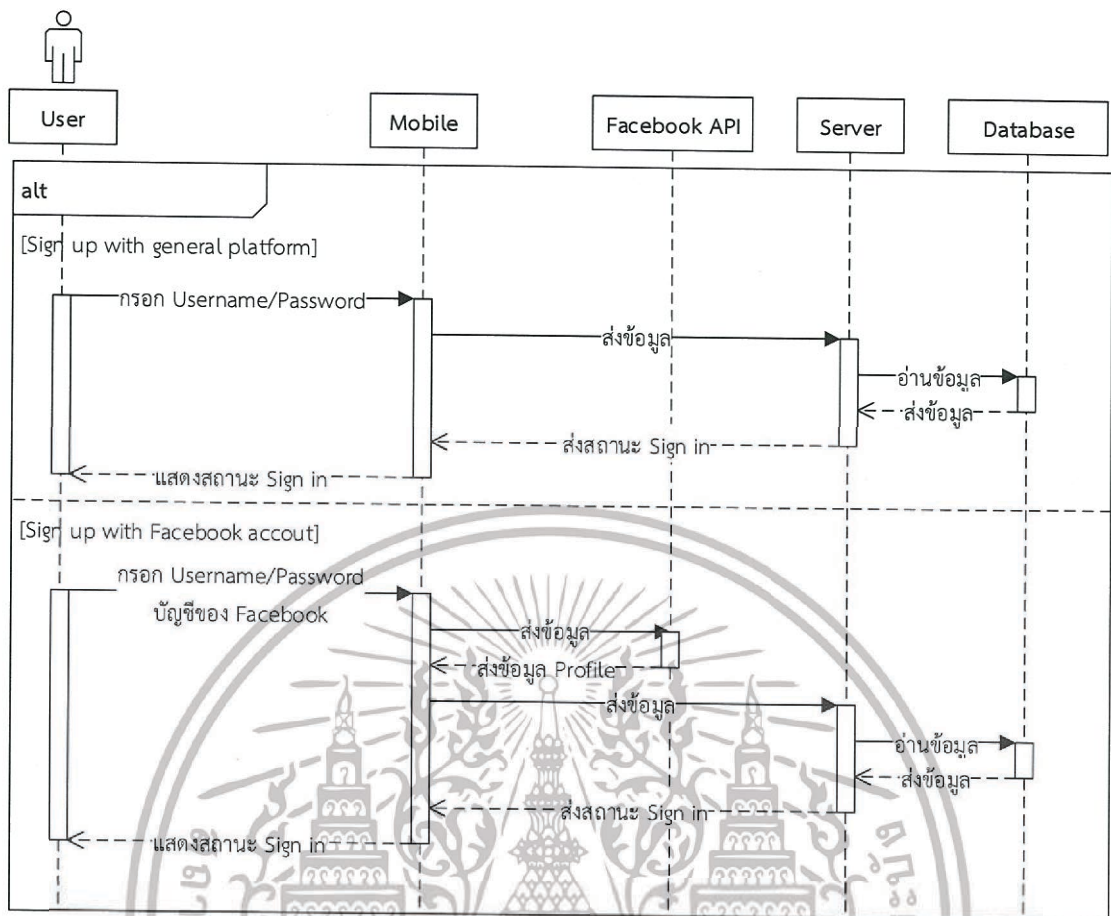 User
Mobile
Facebook API
Server
Database
alt
[Sign up with general platform]
กรอก Username/Password
ส่งข้อมูล
อ่านข้อมูล
ส่งข้อมูล
ส่งสถานะ Sign in
แสดงสถานะ Sign in
[Sign up with Facebook accout]
กรอก Username/Password
บัญชีของ Facebook
ส่งข้อมูล
ส่งข้อมูล Profile
ส่งข้อมูล
อ่านข้อมูล
ส่งข้อมูล
ส่งสถานะ Sign in
แสดงสถานะ Sign in